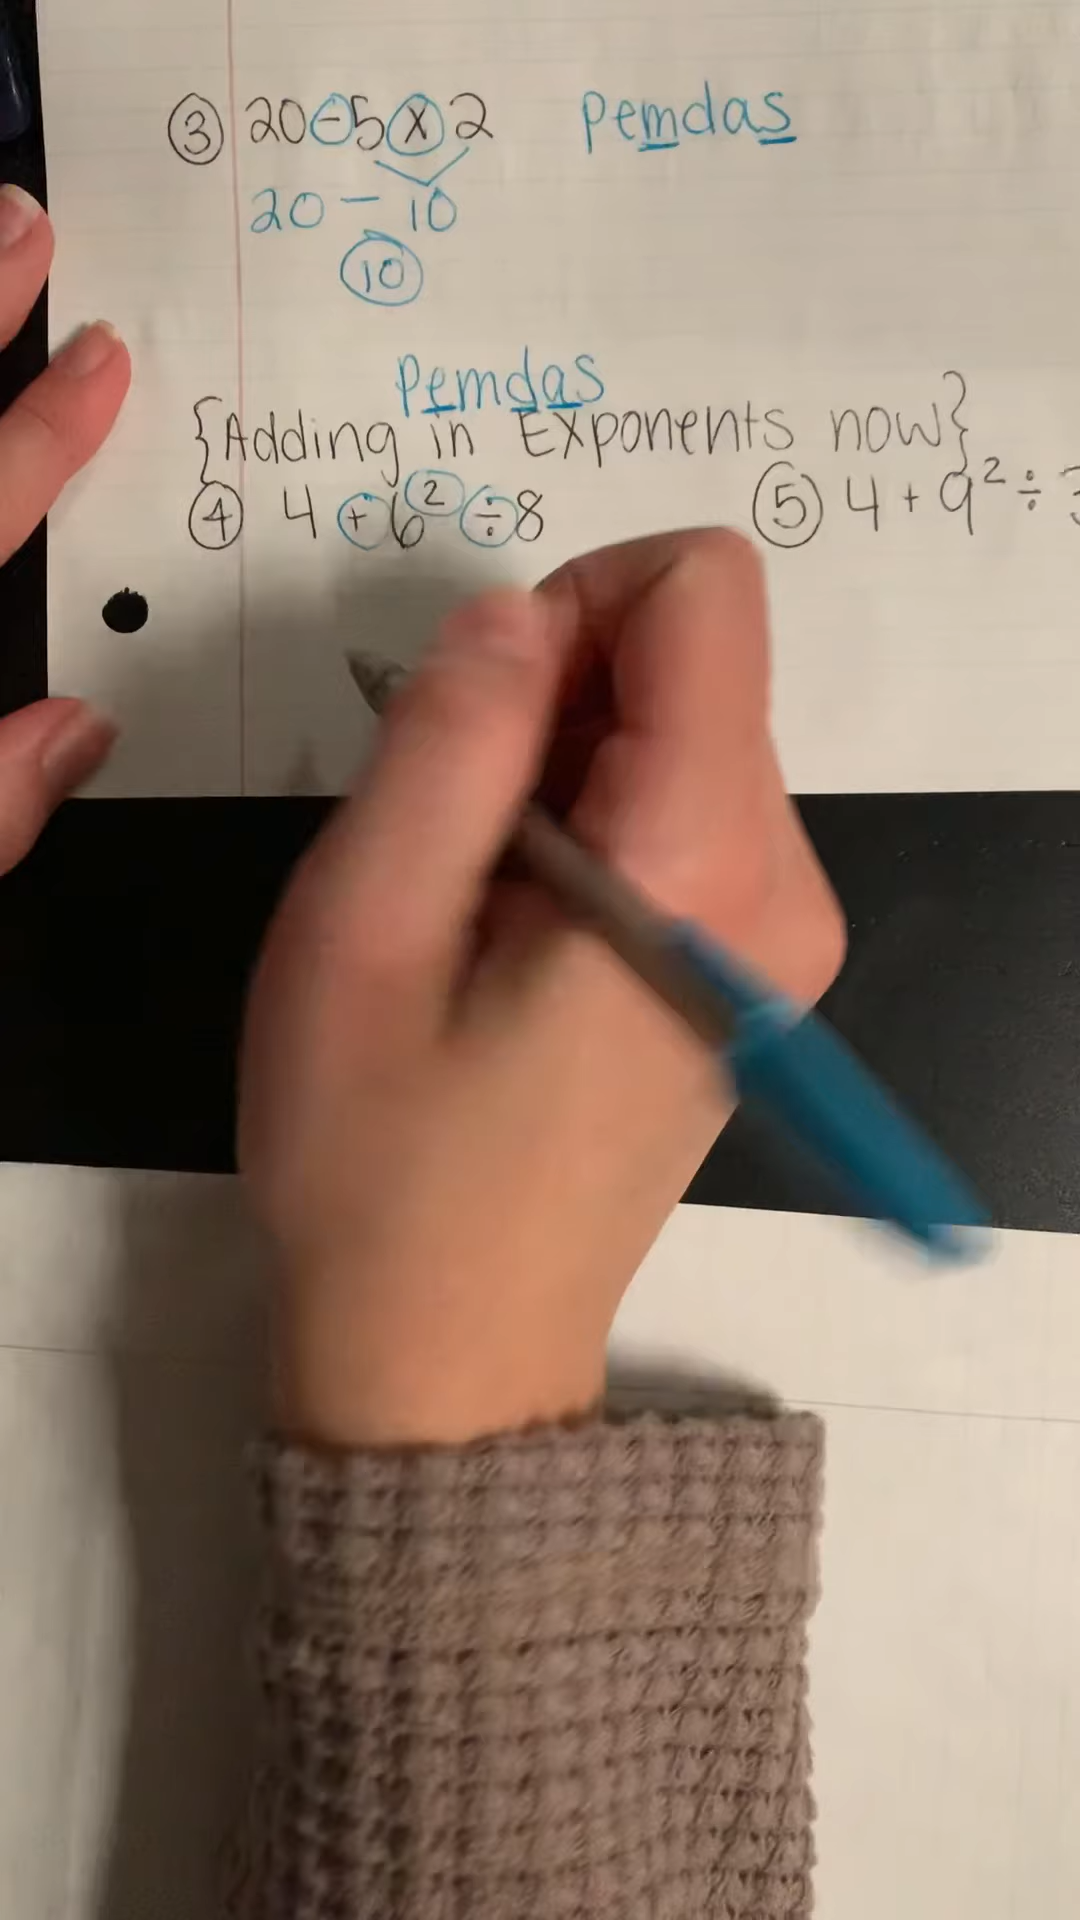 ③ 20-5×2 pemdas
20 - 10
10
Pemdas
{Adding in Exponents now}
④ 4+6²÷8 ⑤ 4+9²÷